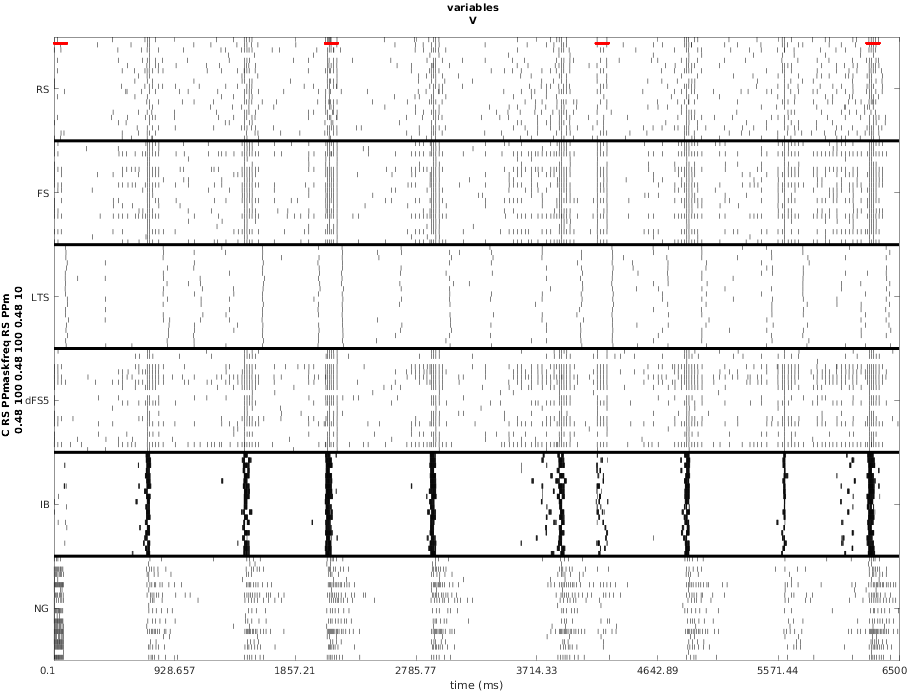 variables
V
RS
FS
LTS
dFS5
IB
NG
C RS PPmaskfreq RS PPm
0.48 100 0.48 100 0.48 10
0.1 928.657 1857.21 2785.77 3714.33 4642.89 5571.44 6500
time (ms)